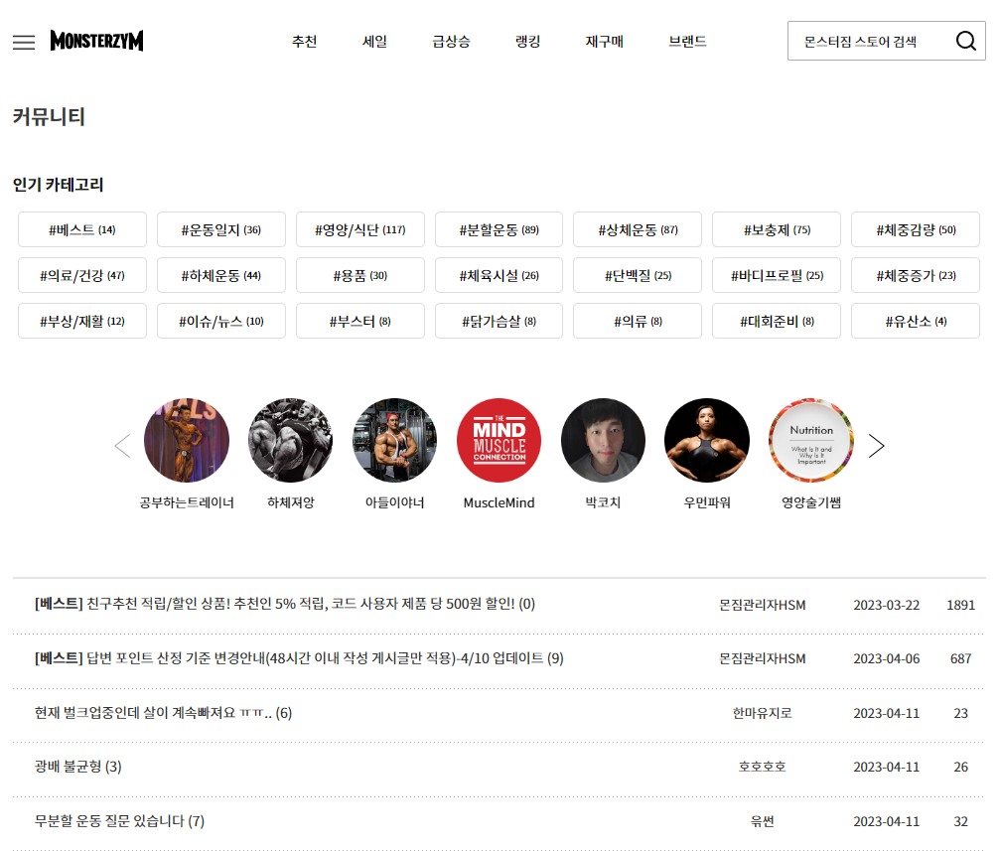 MONSTERZYM 추천 세일 급상승 랭킹 재구매 브랜드 몬스터짐 스토어 검색
커뮤니티
인기 카테고리
#베스트 (14) #운동일지 (36) #영양/식단 (117) #분할운동 (89) #상체운동 (87) #보충제 (75) #체중감량 (50)
#의료/건강 (47) #하체운동 (44) #용품 (30) #체육시설 (26) #단백질 (25) #바디프로필 (25) #체중증가 (23)
#부상/재활 (12) #이슈/뉴스 (10) #부스터 (8) #닭가슴살 (8) #의류 (8) #대회준비 (8) #유산소 (4)
THE
MIND
MUSCLE
CONNECTION
Nutrition
What Is It and
Why Is It
Important
공부하는트레이너 하체져앙 아들이야너 MuscleMind 박코치 우먼파워 영양술기쌤
[베스트] 친구추천 적립/할인 상품! 추천인 5% 적립, 코드 사용자 제품 당 500원 할인! (0) 몬짐관리자HSM 2023-03-22 1891
[베스트] 답변 포인트 산정 기준 변경안내(48시간 이내 작성 게시글만 적용)-4/10 업데이트 (9) 몬짐관리자HSM 2023-04-06 687
현재 벌크업중인데 살이 계속빠져요 ㅠㅠ.. (6) 한마유지로 2023-04-11 23
광배 불균형 (3) 호호호호 2023-04-11 26
무분할 운동 질문 있습니다 (7) 윾썬 2023-04-11 32